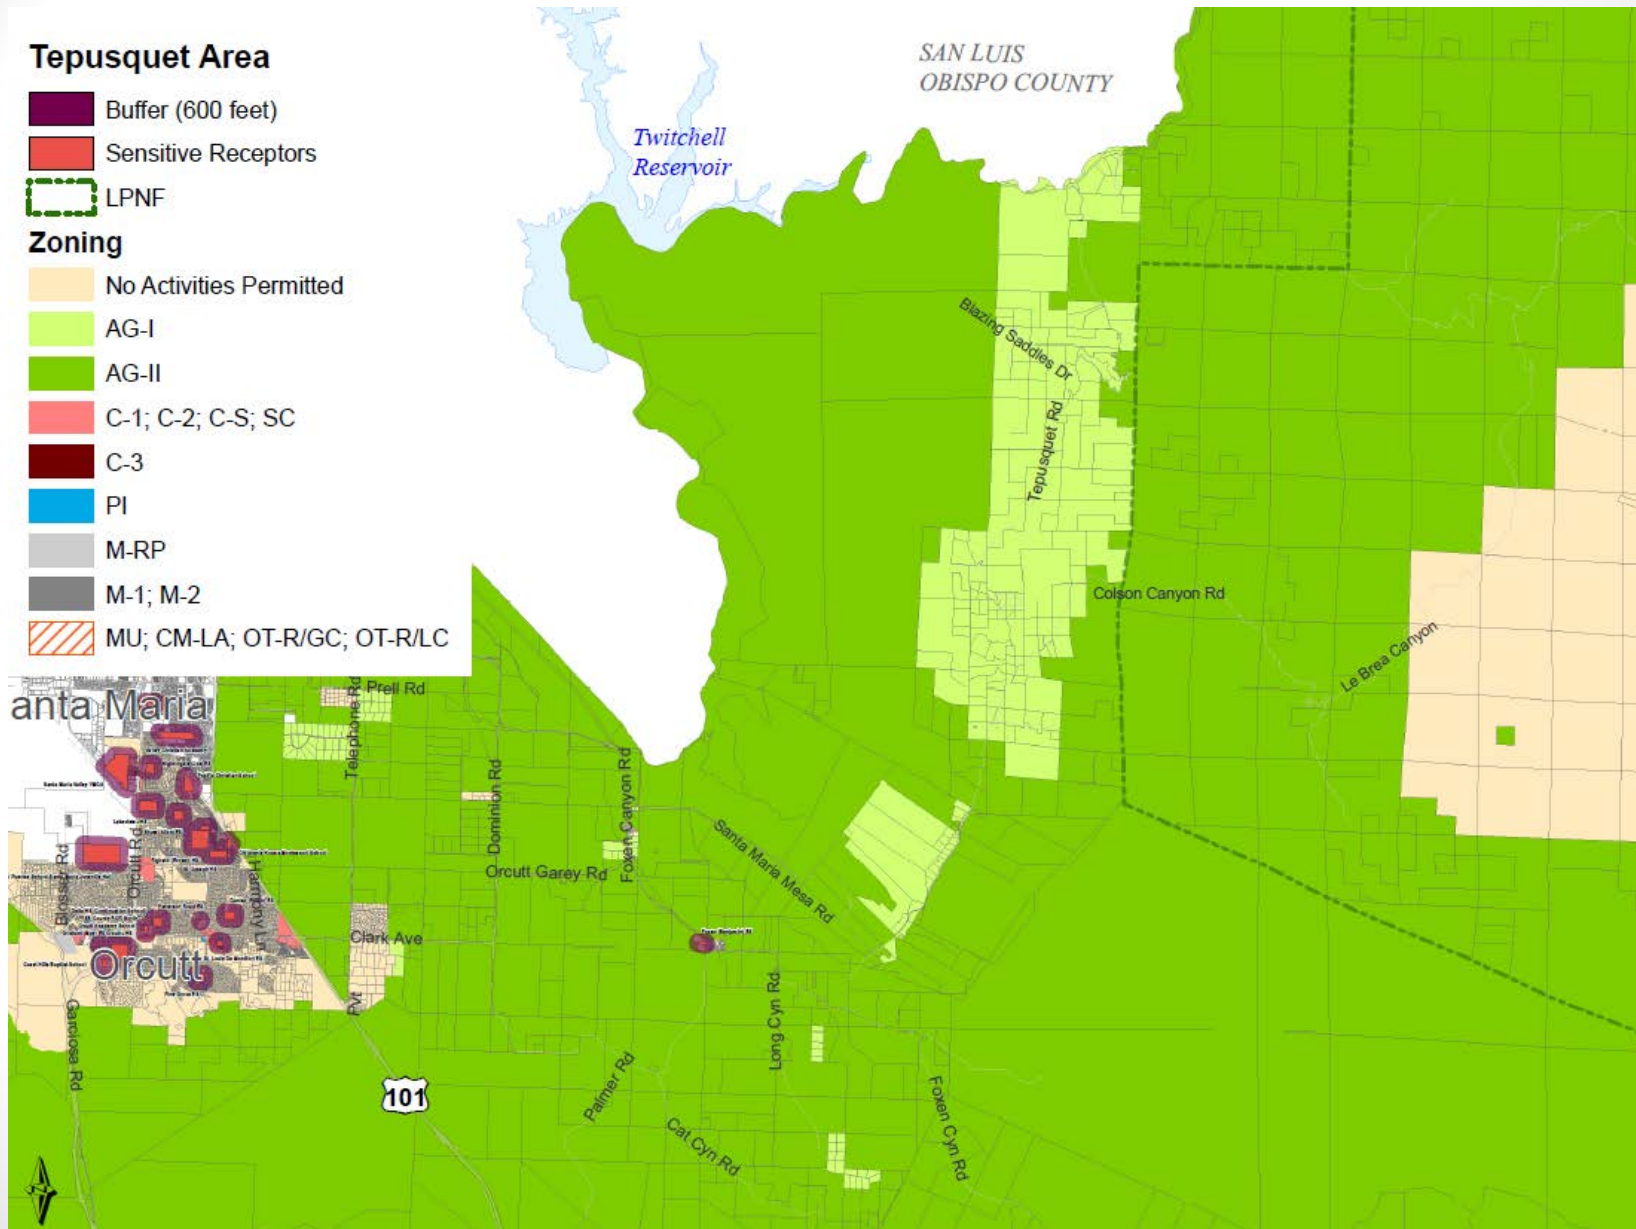 Tepusquet Area
Buffer (600 feet)
Sensitive Receptors
LPNF
Zoning
No Activities Permitted
AG-I
AG-II
C-1; C-2; C-S; SC
C-3
PI
M-RP
M-1; M-2
MU; CM-LA; OT-R/GC; OT-R/LC
SAN LUIS
OBISPO COUNTY
Twitchell
Reservoir
Blazing Saddles Dr
Tepusquet Rd
Colson Canyon Rd
Le Brea Canyon
anta Maria
Prell Rd
Telephone Rd
Dominion Rd
Foxen Canyon Rd
Santa Maria Mesa Rd
Orcutt Garey Rd
Blosser Rd
Orcutt Rd
Harmony Ln
Clark Ave
Orcutt
Pvt
Garciosa Rd
Long Cyn Rd
101
Palmer Rd
Cat Cyn Rd
Foxen Cyn Rd